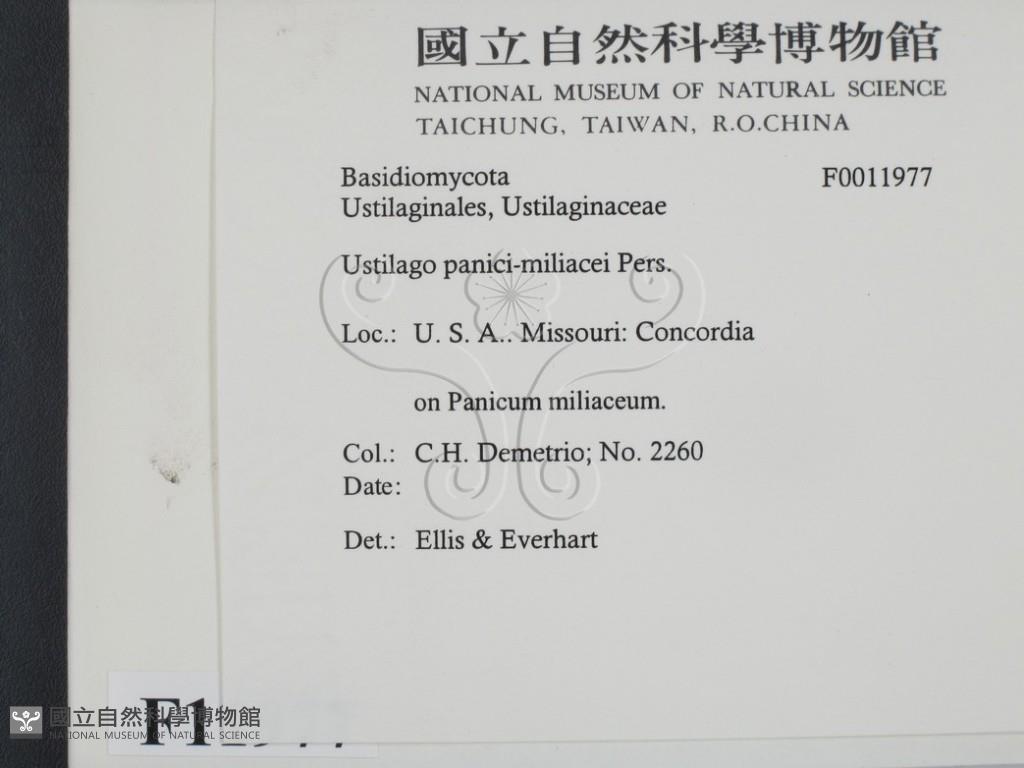 國立自然科學博物館
NATIONAL MUSEUM OF NATURAL SCIENCE
TAICHUNG, TAIWAN, R.O.CHINA
Basidiomycota F0011977
Ustilaginales, Ustilaginaceae
Ustilago panici-miliacei Pers.
Loc.: U. S. A.. Missouri: Concordia
on Panicum miliaceum.
Col.: C.H. Demetrio; No. 2260
Date:
Det.: Ellis & Everhart
國立自然科學博物館
NATIONAL MUSEUM OF NATURAL SCIENCE